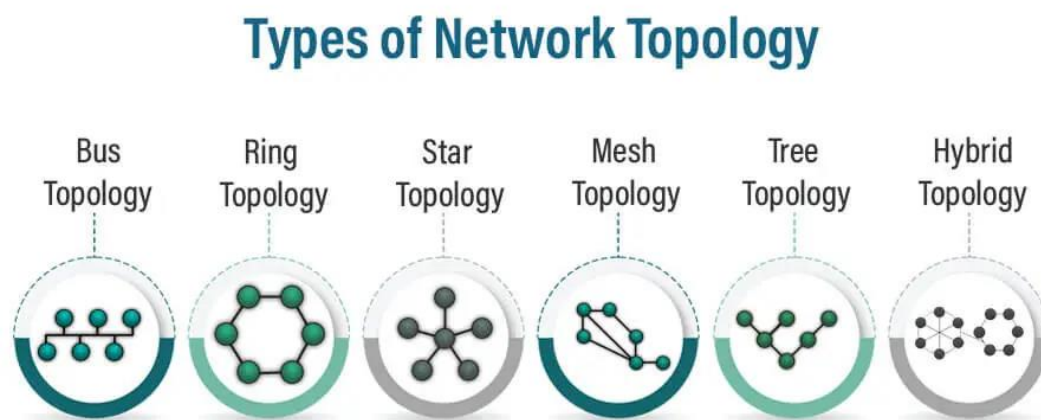 Types of Network Topology
Bus
Topology
Ring
Topology
Star
Topology
Mesh
Topology
Tree
Topology
Hybrid
Topology